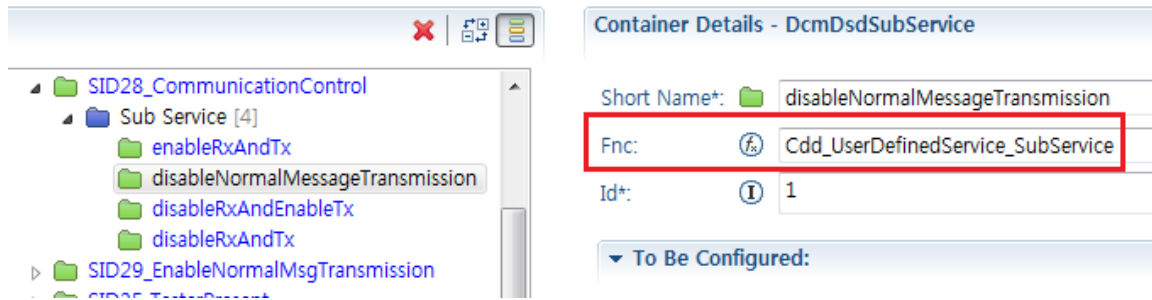 SID28_CommunicationControl
Sub Service [4]
enableRxAndTx
disableNormalMessageTransmission
disableRxAndEnableTx
disableRxAndTx
SID29_EnableNormalMsgTransmission
Container Details - DcmDsdSubService
Short Name*: disableNormalMessageTransmission
Fnc: Cdd_UserDefinedService_SubService
Id*: 1
To Be Configured: